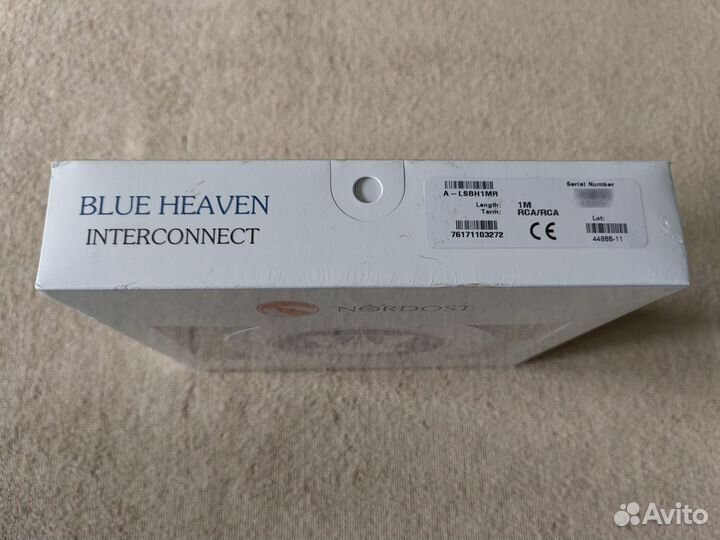 BLUE HEAVEN
INTERCONNECT
A-LSBH1MR
Length: 1M
Term: RCA/RCA
76171103272
CE
Serial Number
Lot:
44888-11
NORDOST
Avito